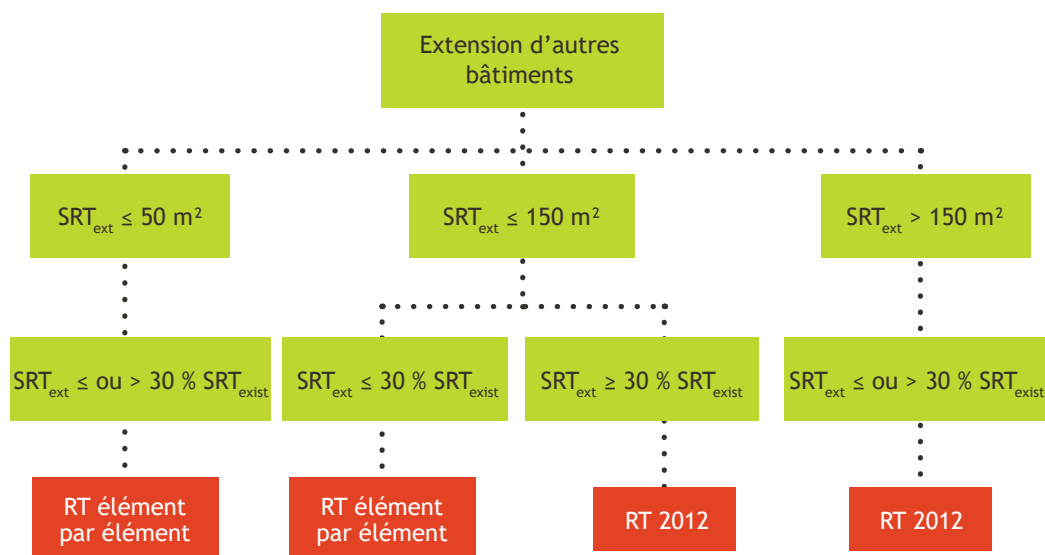 Extension d’autres
bâtiments
SRText ≤ 50 m²
SRText ≤ 150 m²
SRText > 150 m²
SRText ≤ ou > 30 % SRTexist
SRText ≤ 30 % SRTexist
SRText ≥ 30 % SRTexist
SRText ≤ ou > 30 % SRTexist
RT élément
par élément
RT élément
par élément
RT 2012
RT 2012